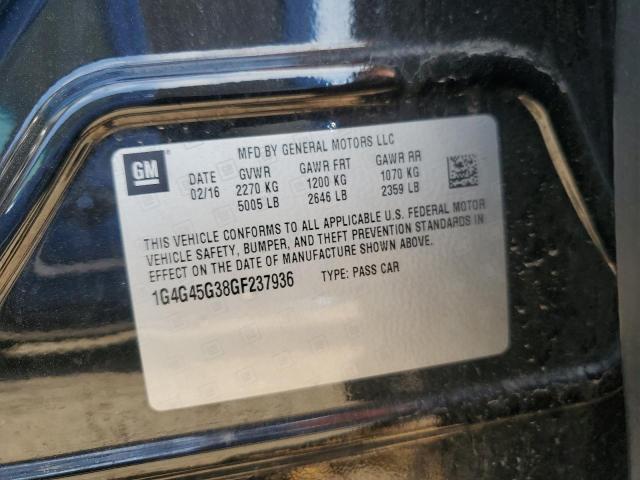 GM
MFD BY GENERAL MOTORS LLC
DATE GVWR GAWR FRT GAWR RR
02/16 2270 KG 1200 KG 1070 KG
5005 LB 2646 LB 2359 LB
THIS VEHICLE CONFORMS TO ALL APPLICABLE U.S. FEDERAL MOTOR
VEHICLE SAFETY, BUMPER, AND THEFT PREVENTION STANDARDS IN
EFFECT ON THE DATE OF MANUFACTURE SHOWN ABOVE.
1G4G45G38GF237936 TYPE: PASS CAR